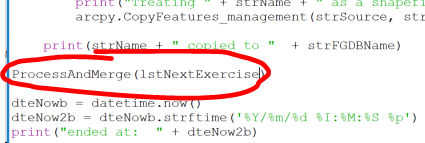 print("Treating " + strName + " as a shapefi
arcpy.CopyFeatures_management(strSource, str
print(strName + " copied to "  + strFGDBName)
ProcessAndMerge(lstNextExercise)
dteNowb = datetime.now()
dteNow2b = dteNowb.strftime('%Y/%m/%d %I:%M:%S %p')
print("ended at:  " + dteNow2b)